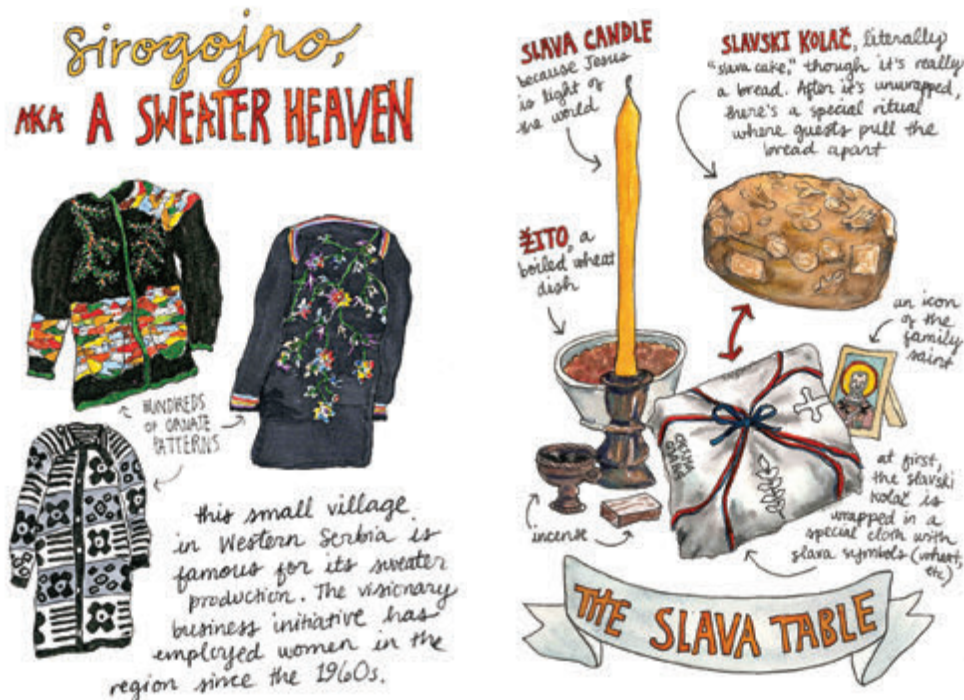 Sirogojno,
AKA A SWEATER HEAVEN
HUNDREDS
OF ORNATE
PATTERNS
this small village
in Western Serbia is
famous for its sweater
production. The visionary
business initiative has
employed women in the
region since the 1960s.
SLAVA CANDLE
because Jesus
is light of
the world
SLAVSKI KOLAČ, literally
"slava cake," though it's really
a bread. After it's unwrapped,
there's a special ritual
where guests pull the
bread apart
ŽITO, a
boiled wheat
dish
an icon
of the
family
saint
incense
at first,
the slavski
kolač is
wrapped in a
special cloth with
slava symbols (wheat,
etc)
THE SLAVA TABLE